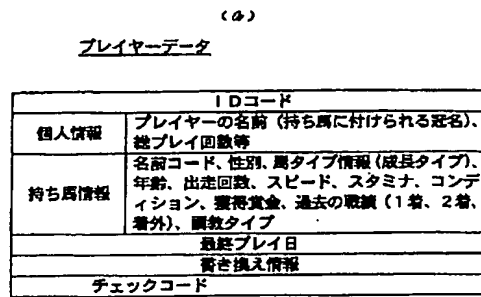 (a)
プレイヤーデータ
IDコード
個人情報
プレイヤーの名前(持ち馬に付けられる冠名)、
総プレイ回数等
持ち馬情報
名前コード、性別、馬タイプ情報(成長タイプ)、
年齢、出走回数、スピード、スタミナ、コンデ
ィション、獲得賞金、過去の戦績(1着、2着、
着外)、調教タイプ
最終プレイ日
書き換え情報
チェックコード